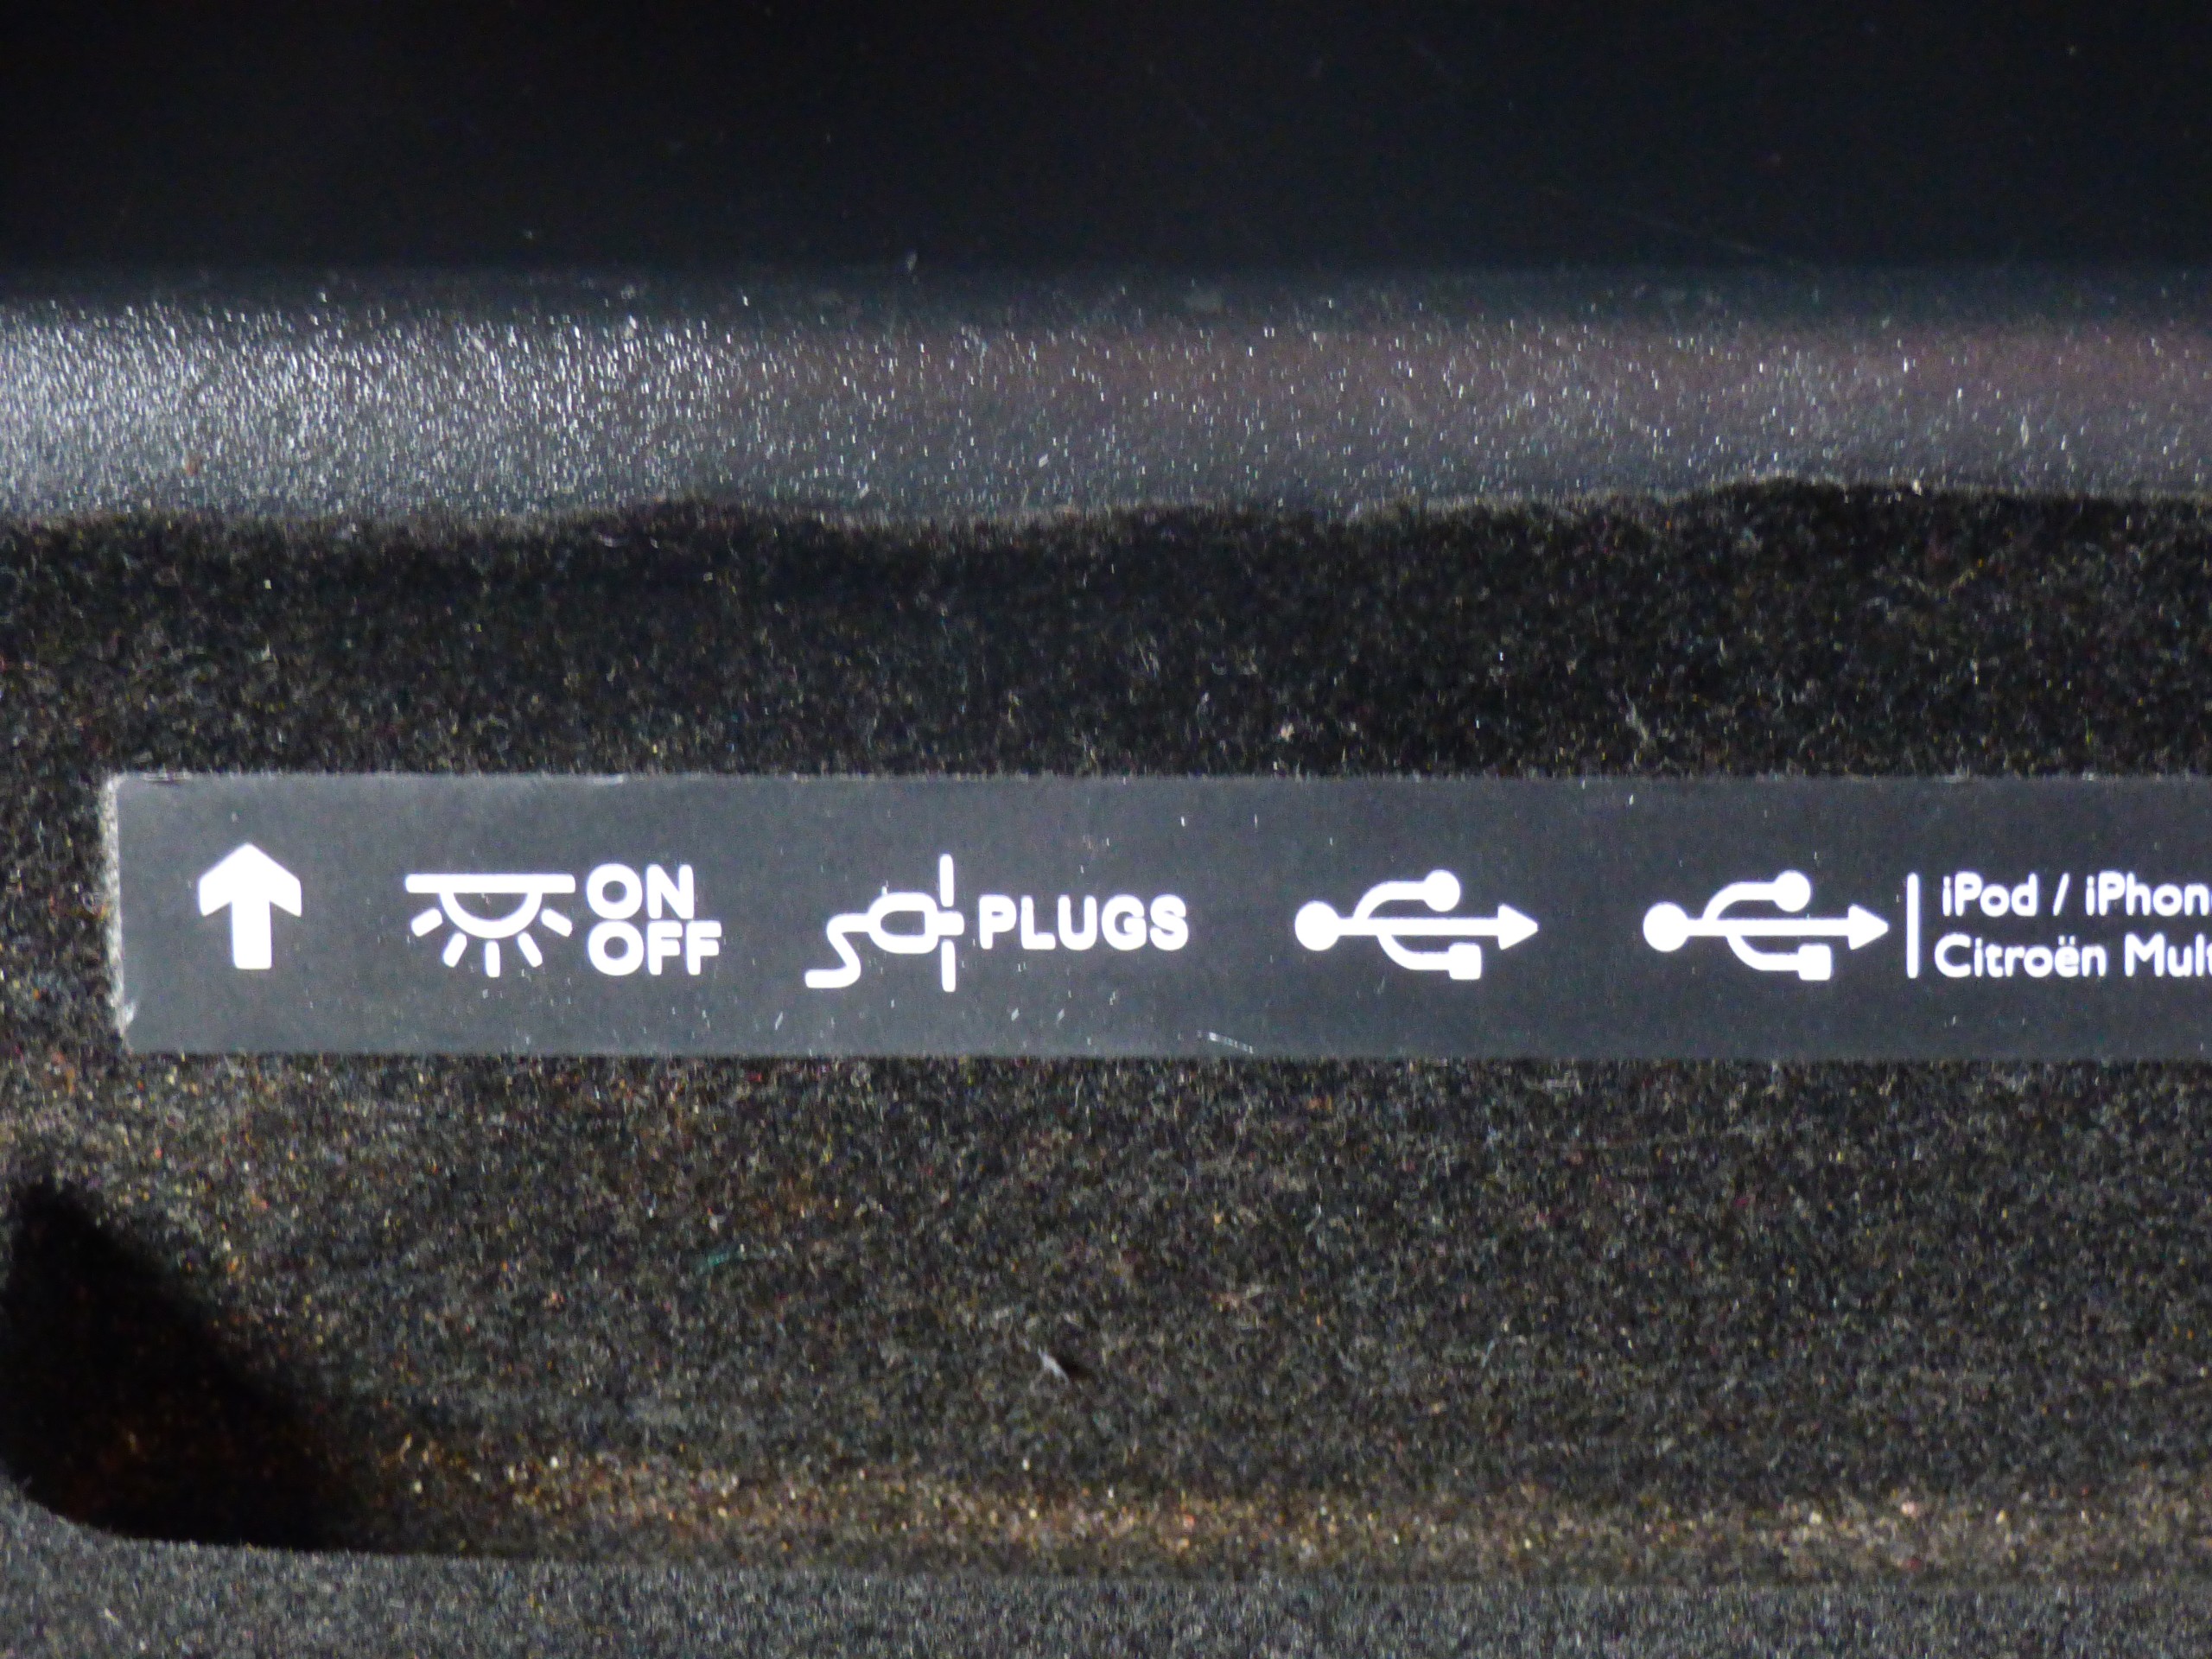 ON
OFF
PLUGS
iPod / iPhon
Citroën Mult